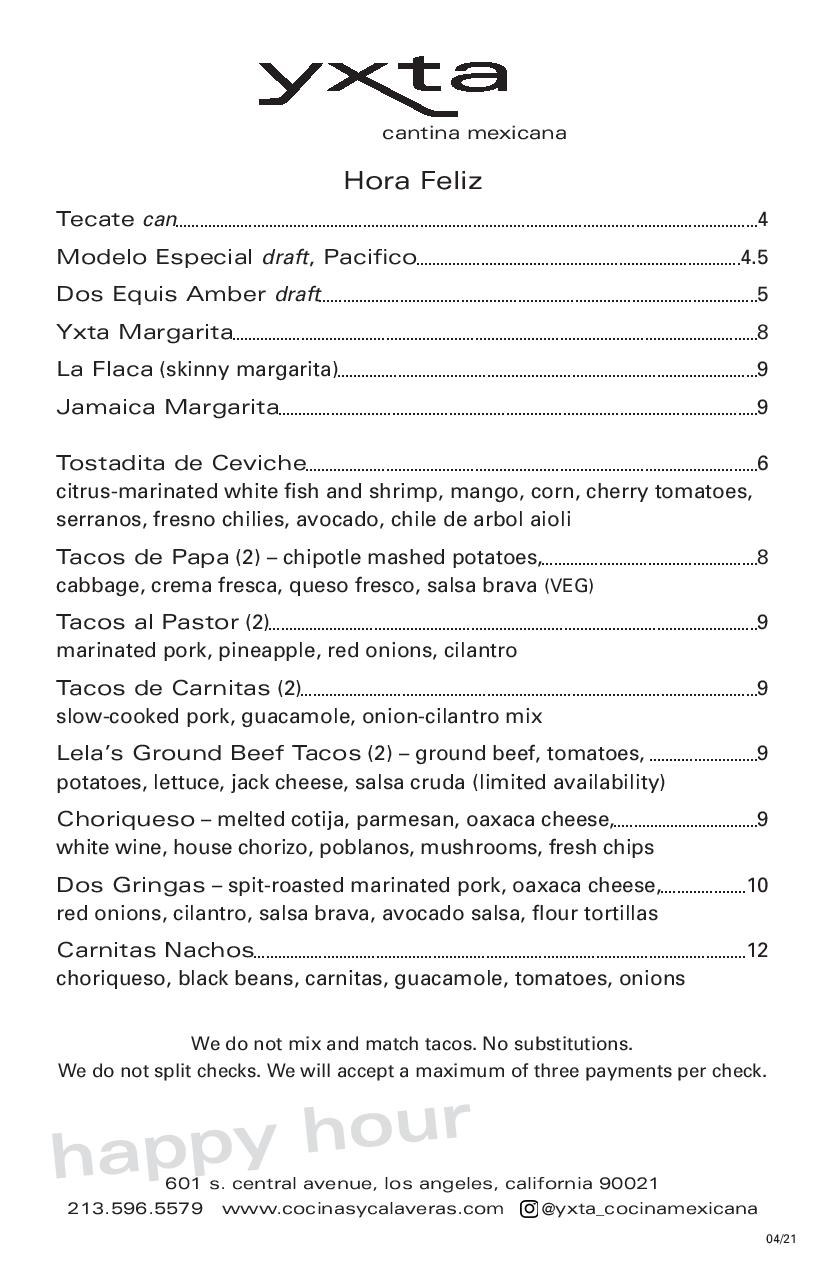 yxta
cantina mexicana
Hora Feliz
Tecate can 4
Modelo Especial draft, Pacifico 4.5
Dos Equis Amber draft 5
Yxta Margarita 8
La Flaca (skinny margarita) 9
Jamaica Margarita 9
Tostadita de Ceviche 6
citrus-marinated white fish and shrimp, mango, corn, cherry tomatoes,
serranos, fresno chilies, avocado, chile de arbol aioli
Tacos de Papa (2) – chipotle mashed potatoes, 8
cabbage, crema fresca, queso fresco, salsa brava (VEG)
Tacos al Pastor (2) 9
marinated pork, pineapple, red onions, cilantro
Tacos de Carnitas (2) 9
slow-cooked pork, guacamole, onion-cilantro mix
Lela's Ground Beef Tacos (2) – ground beef, tomatoes, 9
potatoes, lettuce, jack cheese, salsa cruda (limited availability)
Choriqueso – melted cotija, parmesan, oaxaca cheese, 9
white wine, house chorizo, poblanos, mushrooms, fresh chips
Dos Gringas – spit-roasted marinated pork, oaxaca cheese, 10
red onions, cilantro, salsa brava, avocado salsa, flour tortillas
Carnitas Nachos 12
choriqueso, black beans, carnitas, guacamole, tomatoes, onions
We do not mix and match tacos. No substitutions.
We do not split checks. We will accept a maximum of three payments per check.
happy hour
601 s. central avenue, los angeles, california 90021
213.596.5579 www.cocinasycalaveras.com @yxta_cocinamexicana
04/21